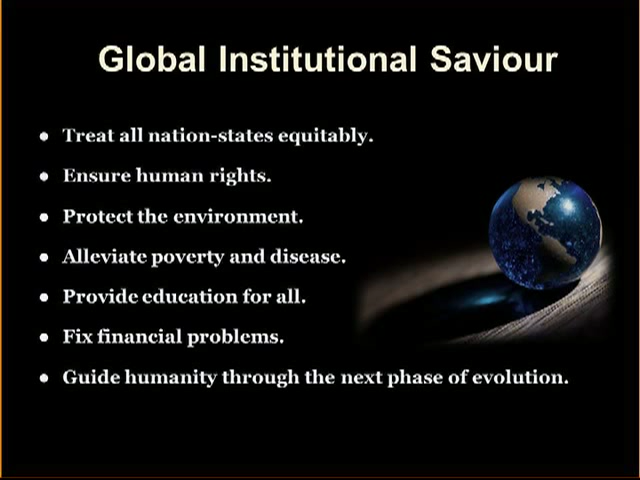 Global Institutional Saviour
● Treat all nation-states equitably.
● Ensure human rights.
● Protect the environment.
● Alleviate poverty and disease.
● Provide education for all.
● Fix financial problems.
● Guide humanity through the next phase of evolution.